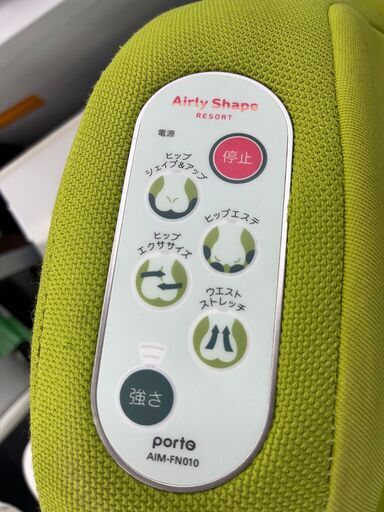 Airly Shape
RESORT
電源
停止
ヒップ
シェイプ&アップ
ヒップエステ
ヒップ
エクササイズ
ウエスト
ストレッチ
強さ
porto
AIM-FN010